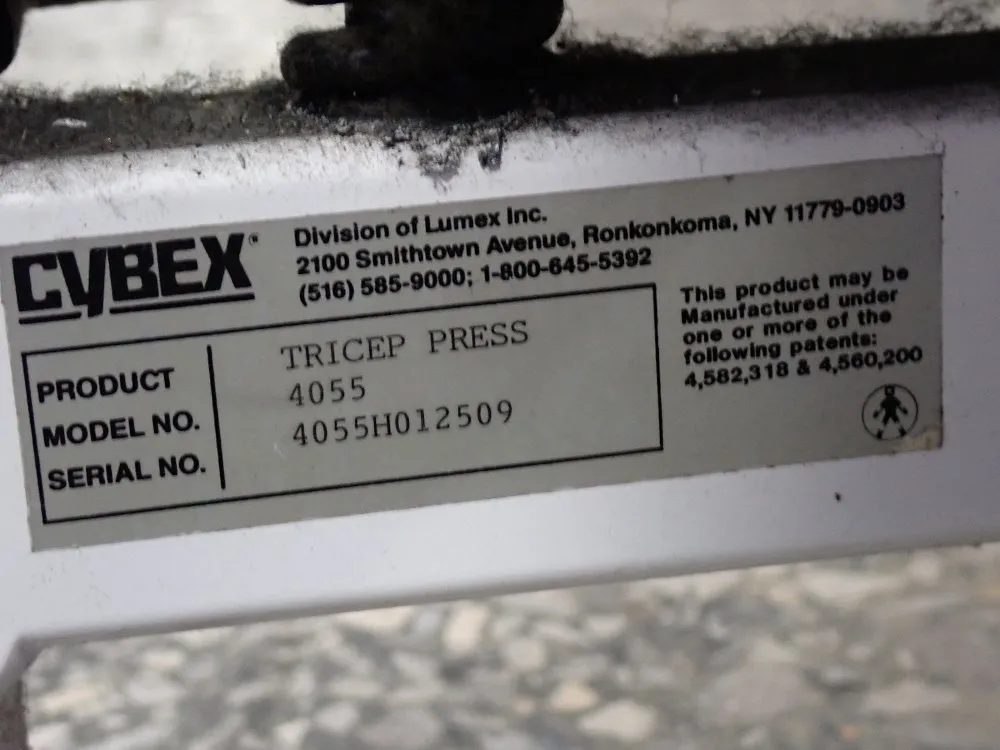 CYBEX®
Division of Lumex Inc.
2100 Smithtown Avenue, Ronkonkoma, NY 11779-0903
(516) 585-9000; 1-800-645-5392
PRODUCT TRICEP PRESS
MODEL NO. 4055
SERIAL NO. 4055H012509
This product may be
Manufactured under
one or more of the
following patents:
4,582,318 & 4,560,200